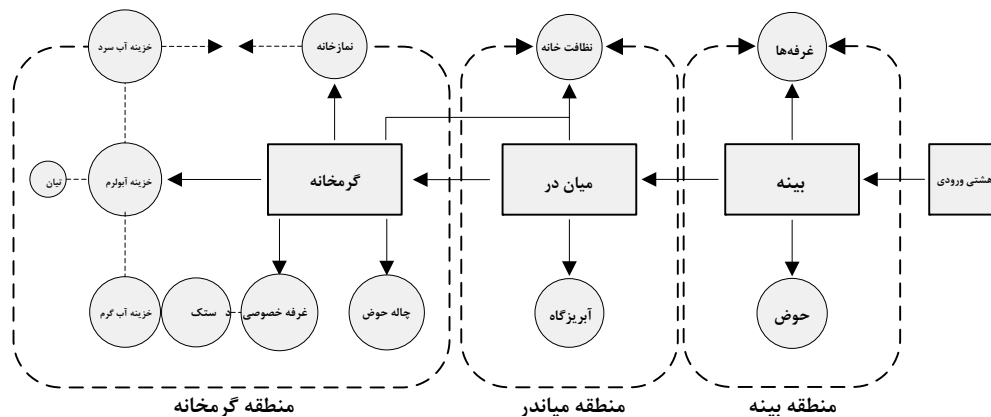 غرفه‌ها
نظافت خانه
نمازخانه
خزینه آب سرد
هشتی ورودی
بینه
میان در
گرمخانه
خزینه آبولرم
تیان
حوض
آبریزگاه
چاله حوض
غرفه خصوصی
د ستک
خزینه آب گرم
منطقه بینه
منطقه میاندر
منطقه گرمخانه